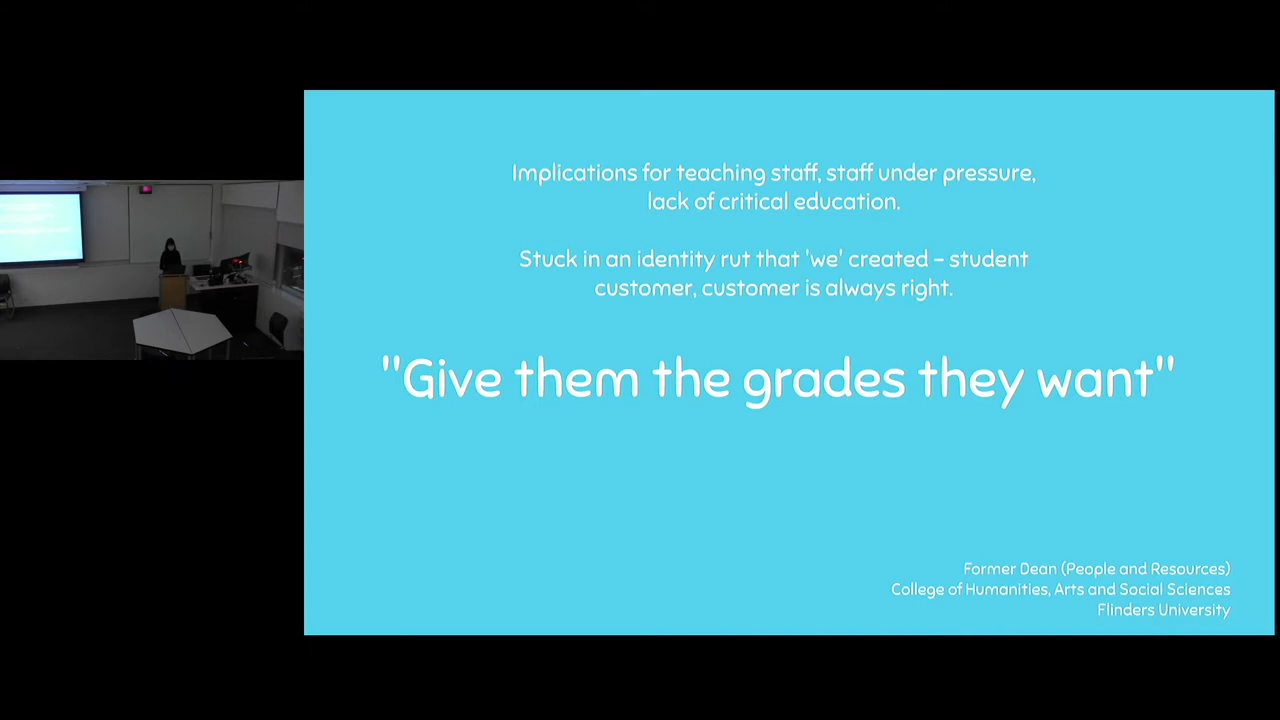 Implications for teaching staff, staff under pressure,
lack of critical education.
Stuck in an identity rut that 'we' created - student
customer, customer is always right.
"Give them the grades they want"
Former Dean (People and Resources)
College of Humanities, Arts and Social Sciences
Flinders University